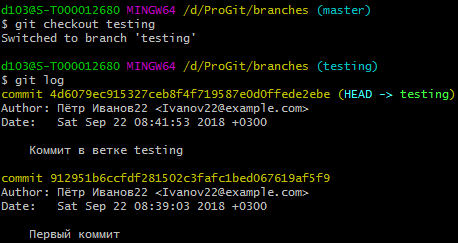 d103@S-T000012680 MINGW64 /d/ProGit/branches (master)
$ git checkout testing
Switched to branch 'testing'
d103@S-T000012680 MINGW64 /d/ProGit/branches (testing)
$ git log
commit 4d6079ec915327ceb8f4f719587e0d0ffede2ebe (HEAD -> testing)
Author: Пётр Иванов22 <Ivanov22@example.com>
Date:   Sat Sep 22 08:41:53 2018 +0300
Коммит в ветке testing
commit 912951b6ccfdf281502c3fafc1bed067619af5f9
Author: Пётр Иванов22 <Ivanov22@example.com>
Date:   Sat Sep 22 08:39:03 2018 +0300
Первый коммит